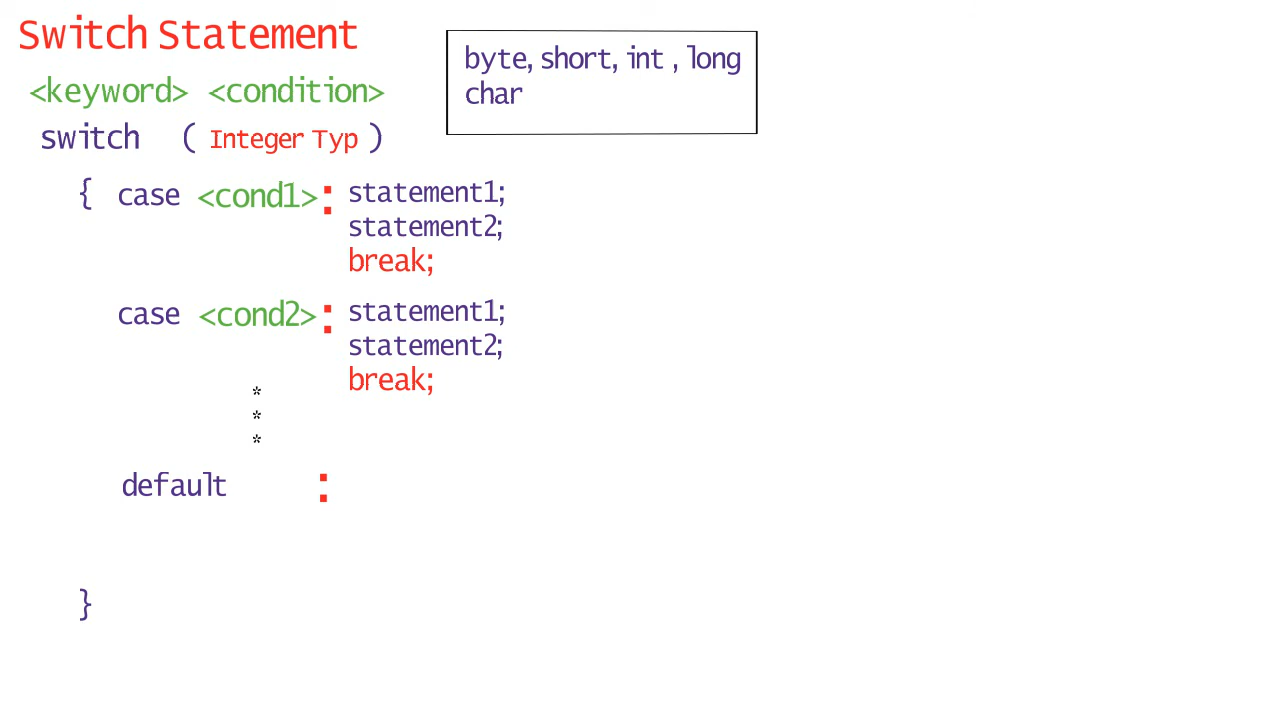 Switch Statement
<keyword> <condition>
switch ( Integer Typ )
byte, short, int , long
char
{ case <cond1> : statement1;
statement2;
break;
case <cond2> : statement1;
statement2;
break;
*
*
*
default :
}